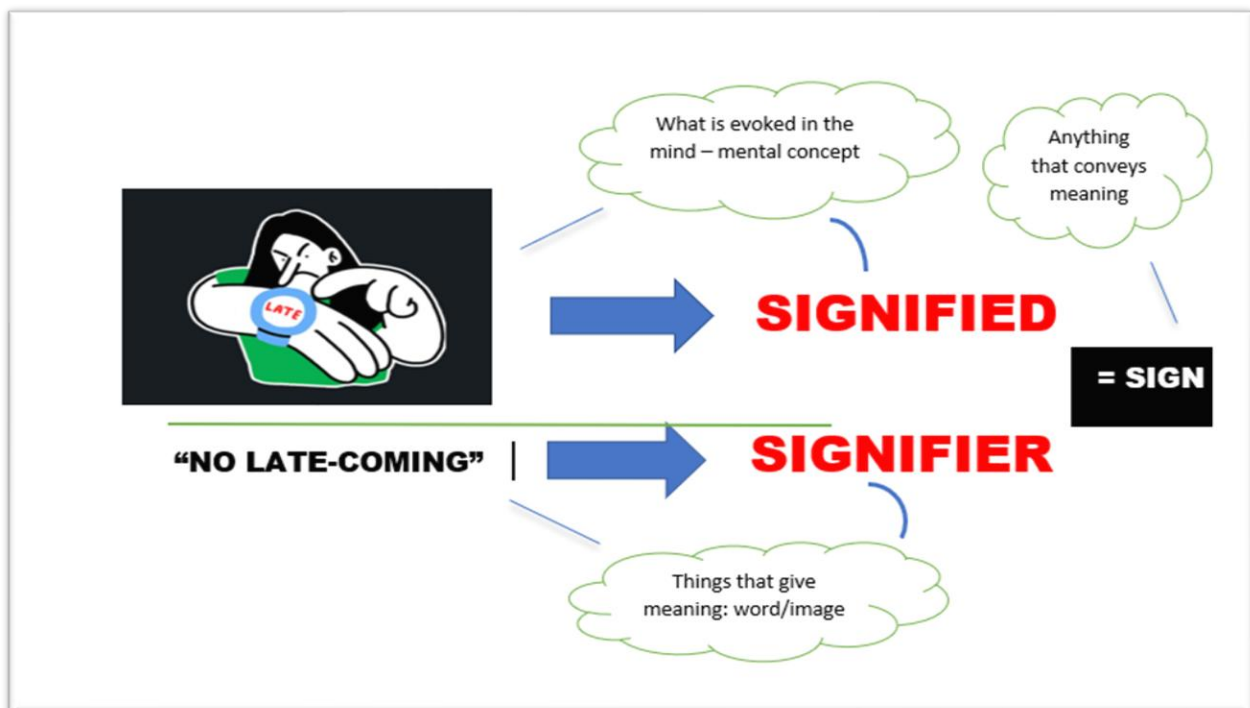 What is evoked in the
mind – mental concept
Anything
that conveys
meaning
LATE
SIGNIFIED
= SIGN
“NO LATE-COMING”
SIGNIFIER
Things that give
meaning: word/image